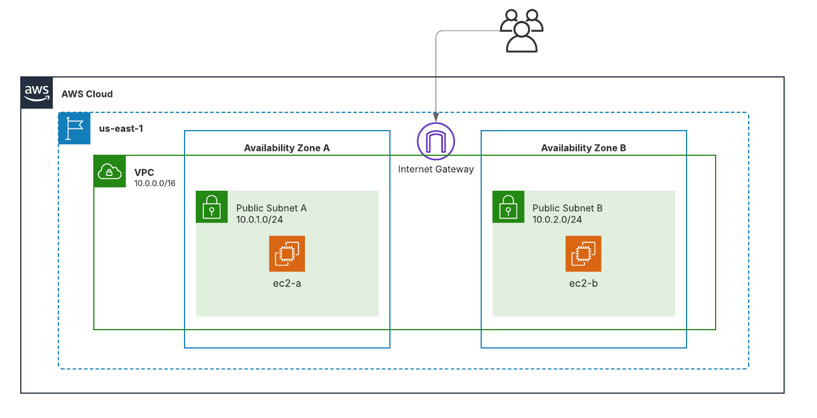 aws
AWS Cloud
us-east-1
Availability Zone A
Availability Zone B
Internet Gateway
VPC
10.0.0.0/16
Public Subnet A
10.0.1.0/24
ec2-a
Public Subnet B
10.0.2.0/24
ec2-b